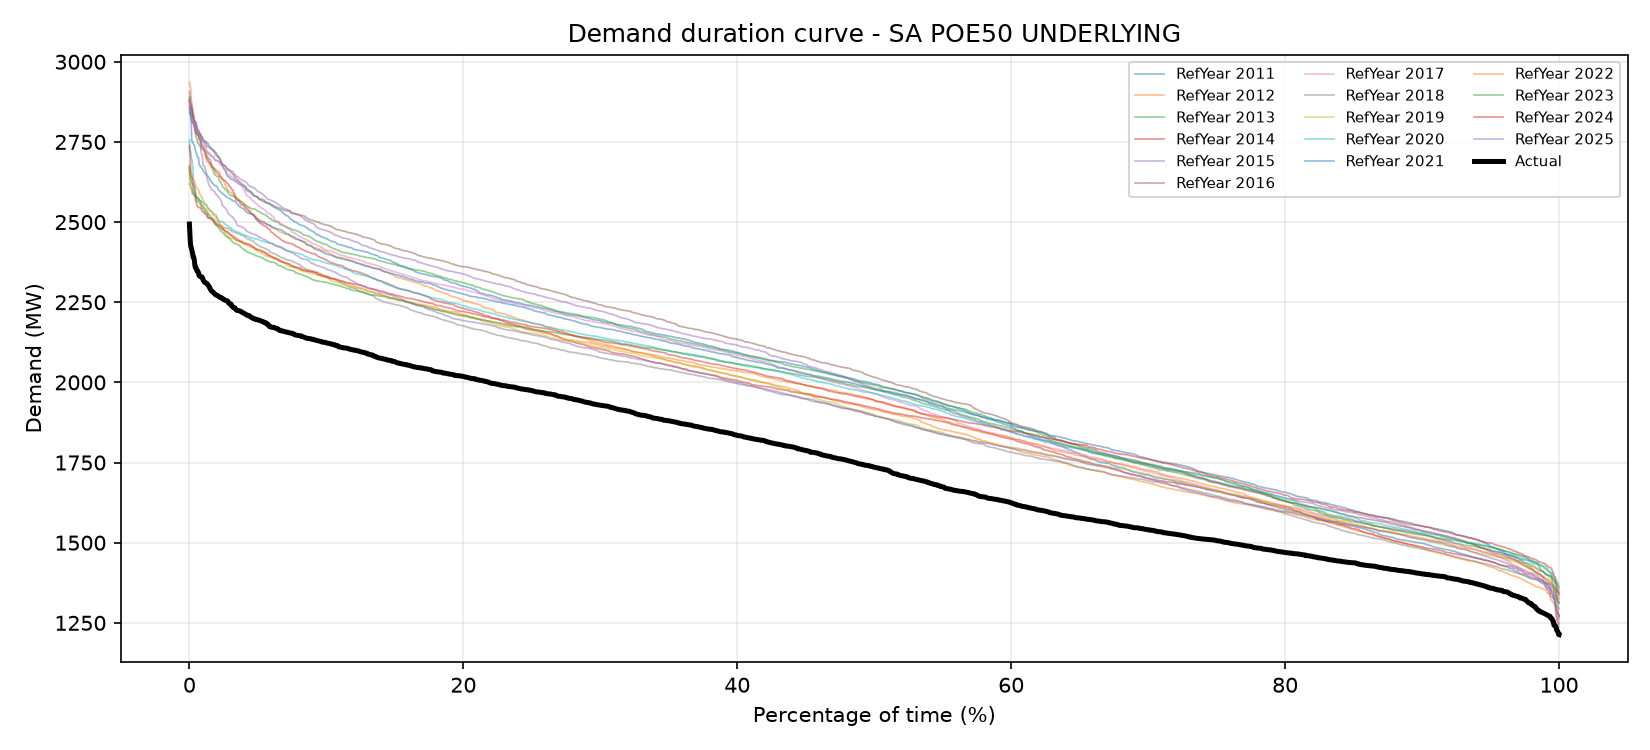 Demand duration curve - SA POE50 UNDERLYING
Demand (MW)
3000
2750
2500
2250
2000
1750
1500
1250
0
20
40
60
80
100
Percentage of time (%)
RefYear 2011
RefYear 2012
RefYear 2013
RefYear 2014
RefYear 2015
RefYear 2016
RefYear 2017
RefYear 2018
RefYear 2019
RefYear 2020
RefYear 2021
RefYear 2022
RefYear 2023
RefYear 2024
RefYear 2025
Actual